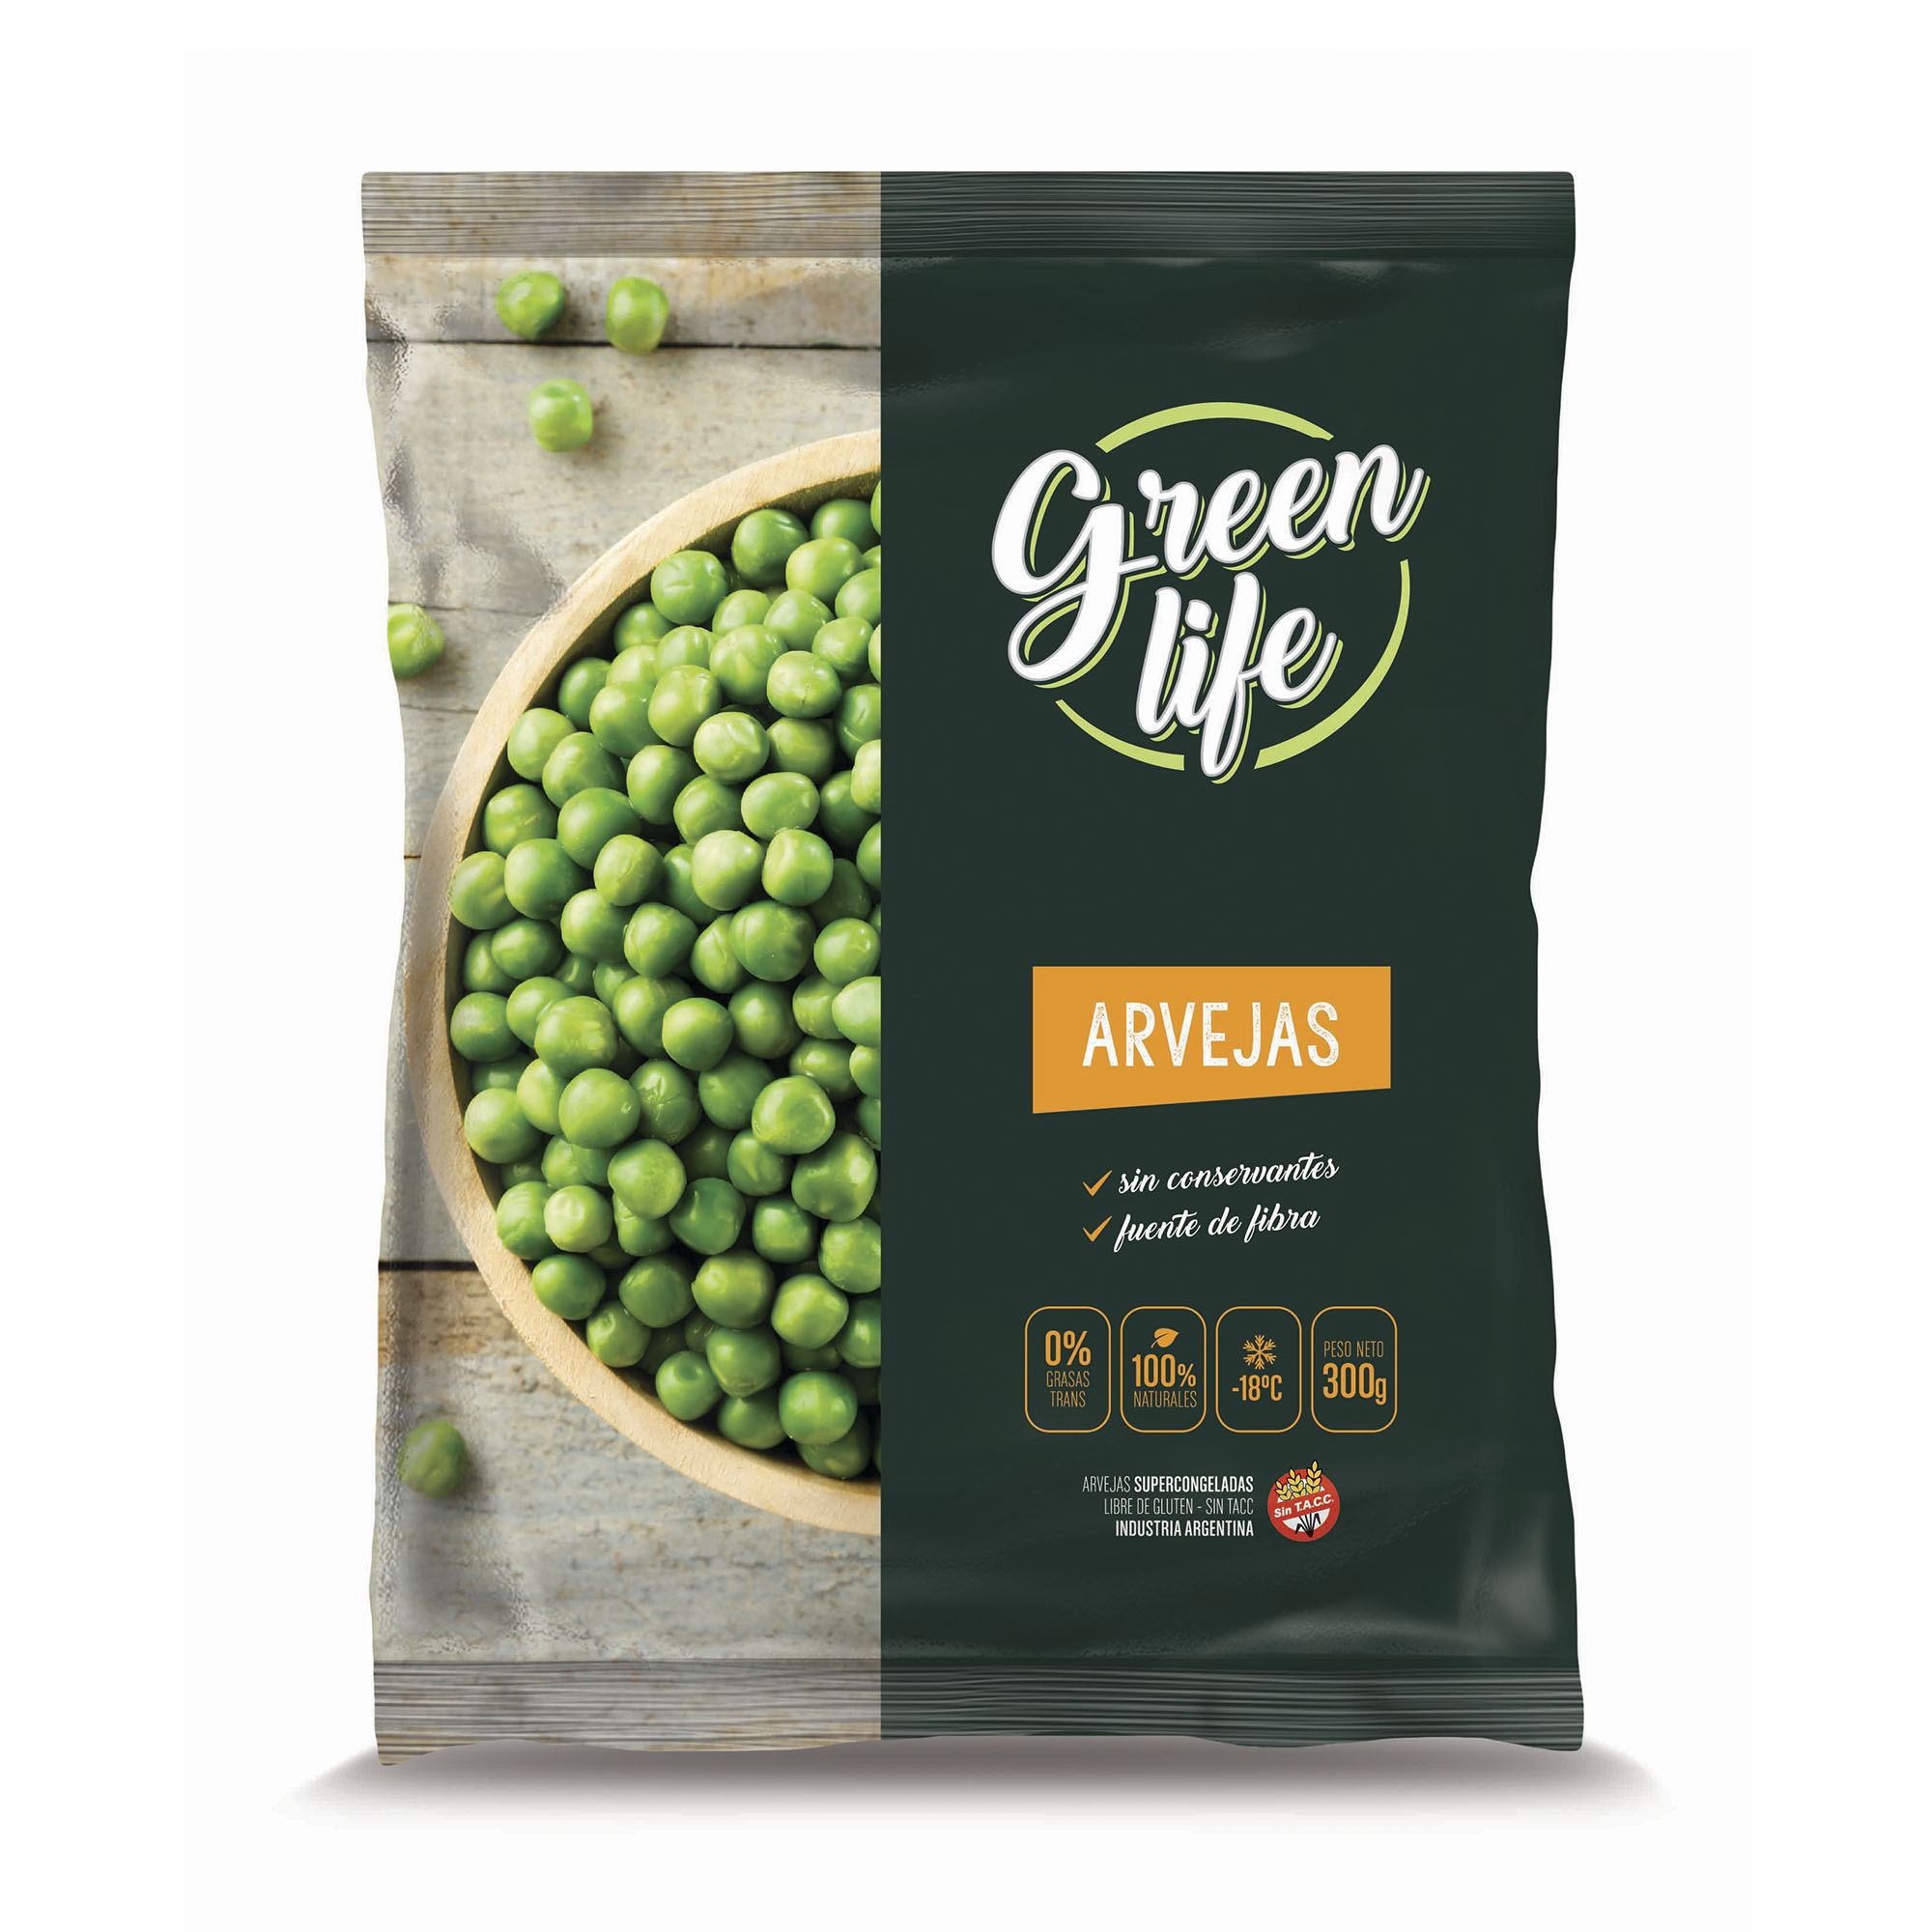 Green
life
ARVEJAS
sin conservantes
fuente de fibra
0%
GRASAS
TRANS
100%
NATURALES
-18ºC
PESO NETO
300g
ARVEJAS SUPERCONGELADAS
LIBRE DE GLUTEN - SIN TACC
INDUSTRIA ARGENTINA
Sin T.A.C.C.